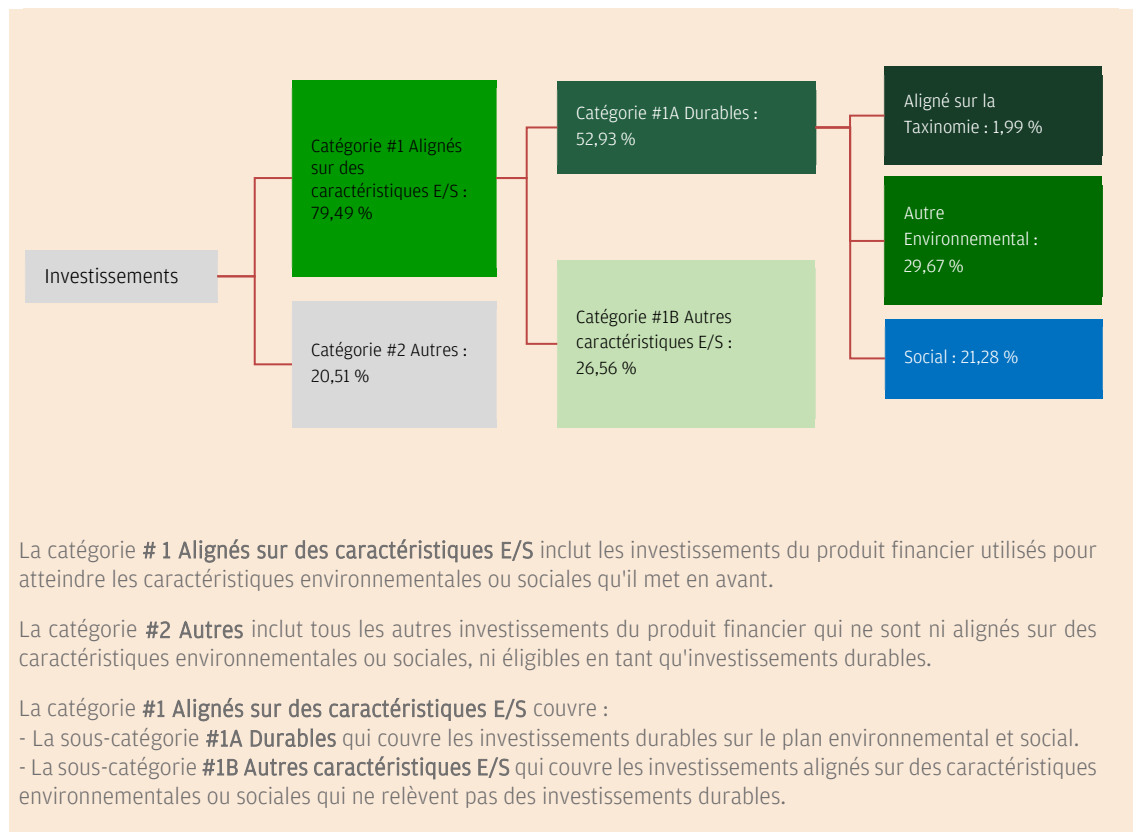 Investissements
Catégorie #1 Alignés
sur des
caractéristiques E/S :
79,49 %
Catégorie #2 Autres :
20,51 %
Catégorie #1A Durables :
52,93 %
Catégorie #1B Autres
caractéristiques E/S :
26,56 %
Aligné sur la
Taxinomie : 1,99 %
Autre
Environnemental :
29,67 %
Social : 21,28 %
La catégorie # 1 Alignés sur des caractéristiques E/S inclut les investissements du produit financier utilisés pour
atteindre les caractéristiques environnementales ou sociales qu'il met en avant.
La catégorie #2 Autres inclut tous les autres investissements du produit financier qui ne sont ni alignés sur des
caractéristiques environnementales ou sociales, ni éligibles en tant qu'investissements durables.
La catégorie #1 Alignés sur des caractéristiques E/S couvre :
- La sous-catégorie #1A Durables qui couvre les investissements durables sur le plan environnemental et social.
- La sous-catégorie #1B Autres caractéristiques E/S qui couvre les investissements alignés sur des caractéristiques
environnementales ou sociales qui ne relèvent pas des investissements durables.